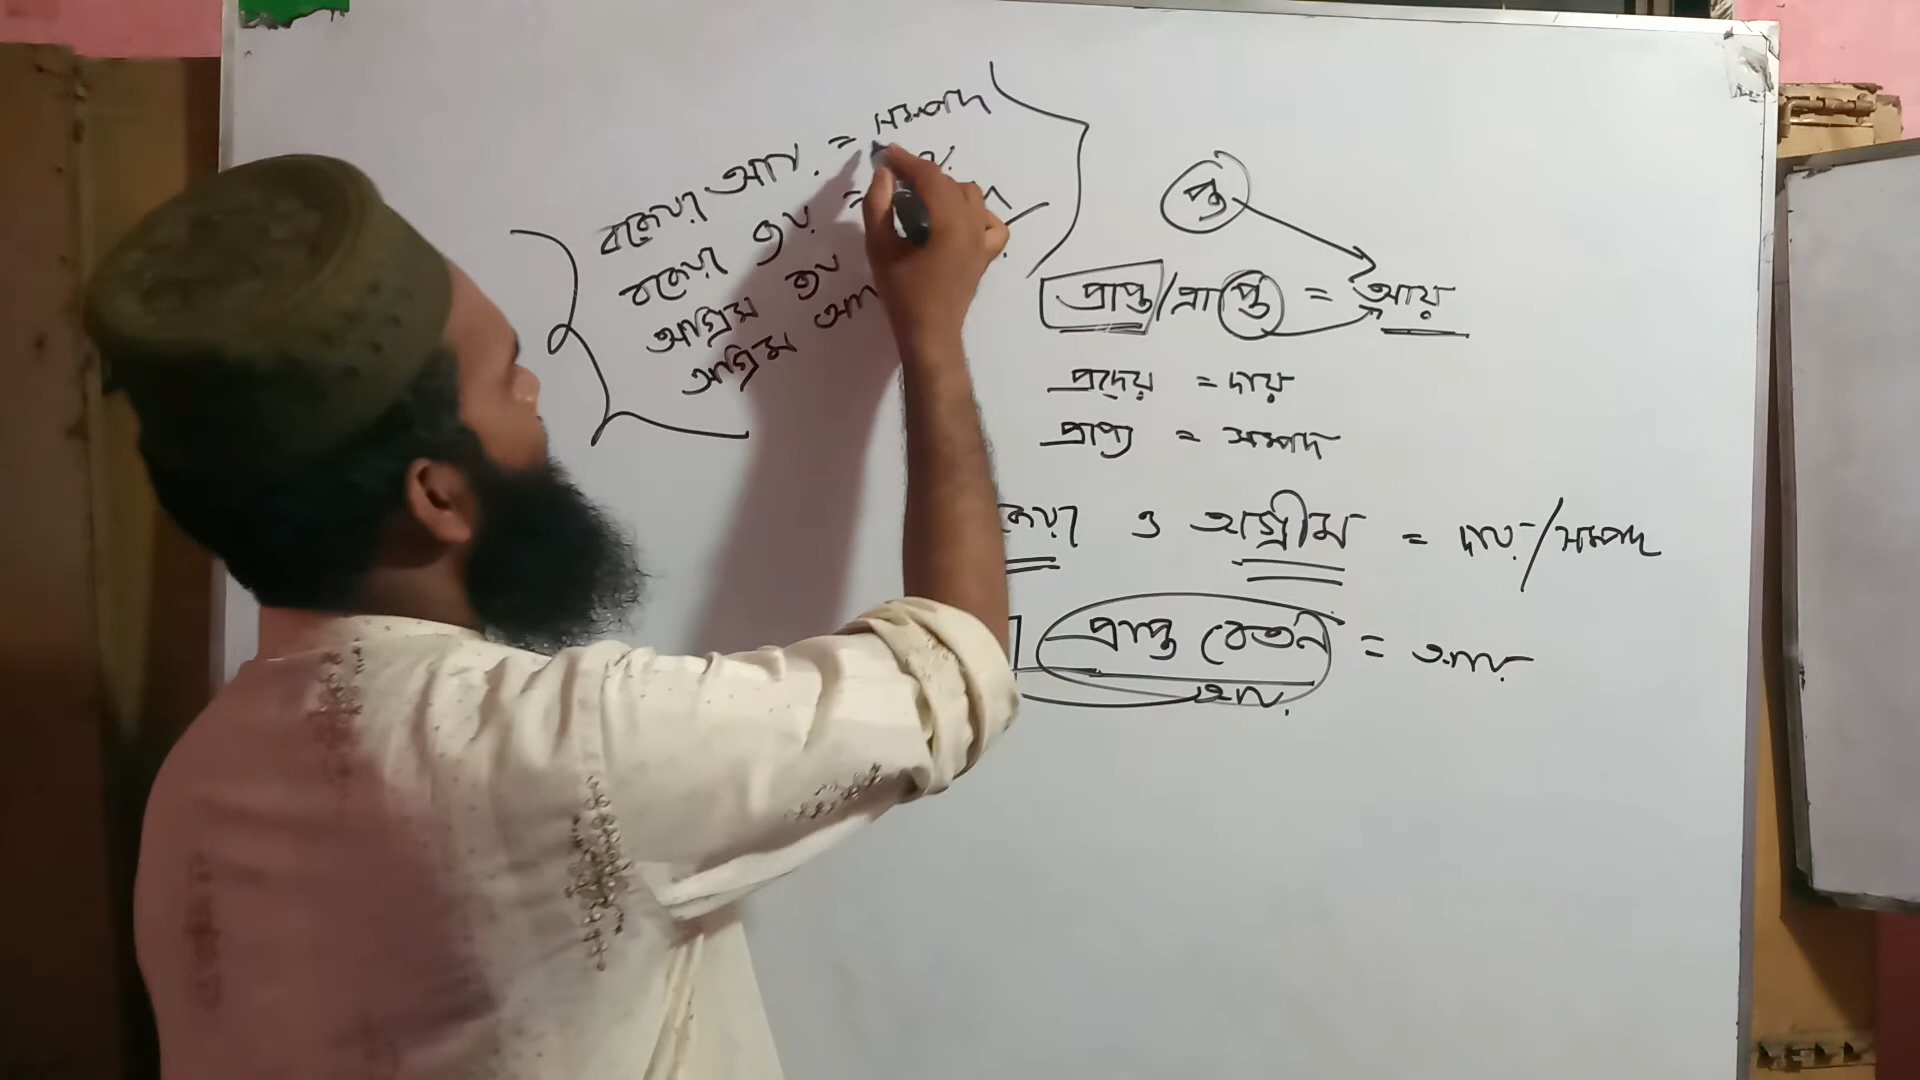 বকেয়া আয় = সম্পদ
বকেয়া ব্যয় =
অগ্রিম ব্যয়
অগ্রিম আয়
প্ত
প্রাপ্ত/প্রাপ্তি = আয়
প্রদেয় = দায়
প্রাপ্য = সম্পদ
ও অগ্রীম = দায়/সম্পদ
প্রাপ্ত বেতন = আয়
আয়